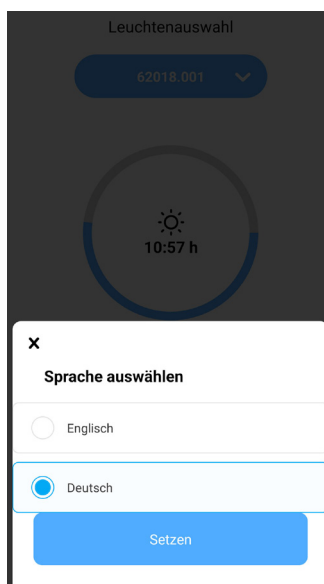 Leuchtenauswahl
62018.001
10:57 h
Sprache auswählen
Englisch
Deutsch
Setzen